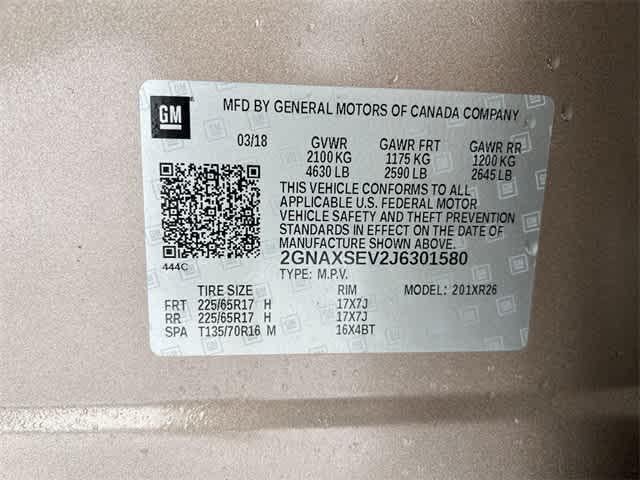 GM
MFD BY GENERAL MOTORS OF CANADA COMPANY
03/18 GVWR GAWR FRT GAWR RR
2100 KG 1175 KG 1200 KG
4630 LB 2590 LB 2645 LB
THIS VEHICLE CONFORMS TO ALL
APPLICABLE U.S. FEDERAL MOTOR
VEHICLE SAFETY AND THEFT PREVENTION
STANDARDS IN EFFECT ON THE DATE OF
MANUFACTURE SHOWN ABOVE.
444C 2GNAXSEV2J6301580
TYPE: M.P.V. MODEL: 201XR26
TIRE SIZE RIM
FRT 225/65R17 H 17X7J
RR 225/65R17 H 17X7J
SPA T135/70R16 M 16X4BT